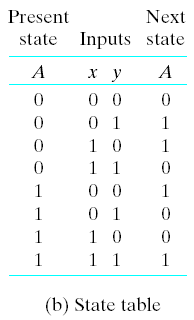 Present Next
state Inputs state
A x y A
0 0 0 0
0 0 1 1
0 1 0 1
0 1 1 0
1 0 0 1
1 0 1 0
1 1 0 0
1 1 1 1
(b) State table